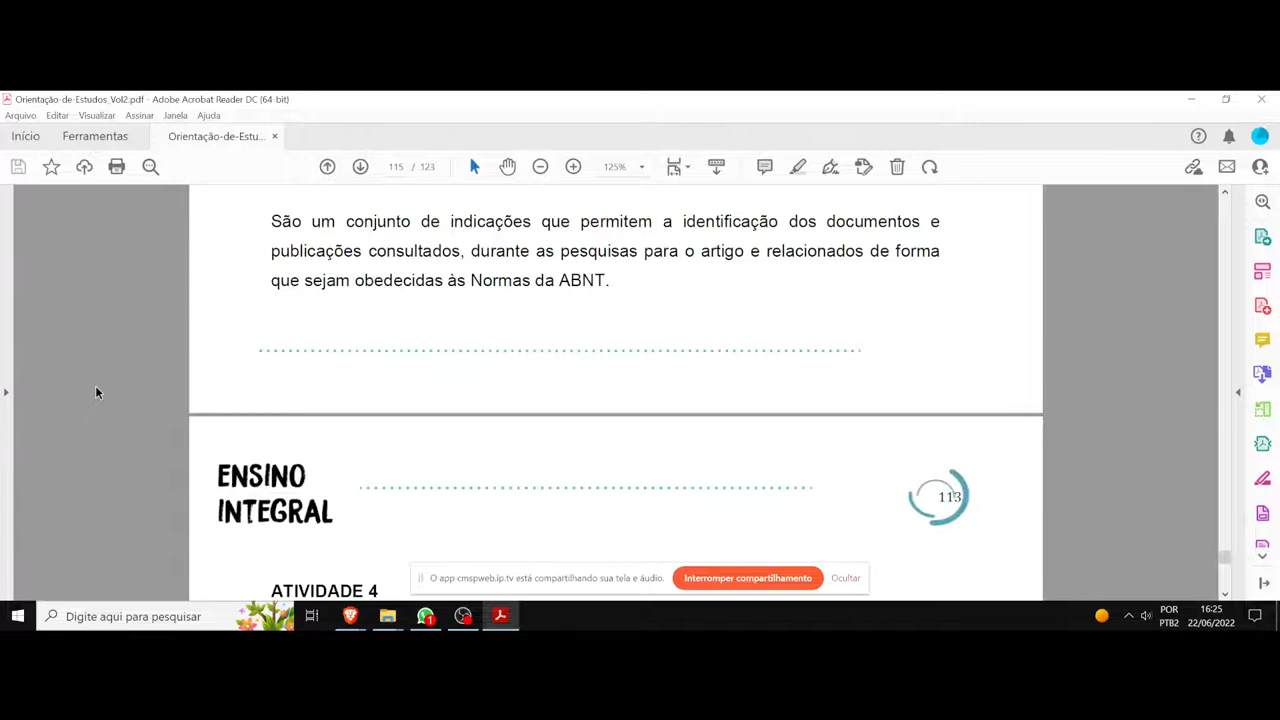 Orientação-de-Estudos_Vol2.pdf - Adobe Acrobat Reader DC (64-bit)
Arquivo Editar Visualizar Assinar Janela Ajuda
Início Ferramentas Orientação-de-Estu... ×
115 / 123 125%
São um conjunto de indicações que permitem a identificação dos documentos e
publicações consultados, durante as pesquisas para o artigo e relacionados de forma
que sejam obedecidas às Normas da ABNT.
ENSINO
INTEGRAL
113
ATIVIDADE 4
O app cmspweb.ip.tv está compartilhando sua tela e áudio. Interromper compartilhamento Ocultar
Digite aqui para pesquisar
1
POR
PTB2
16:25
22/06/2022